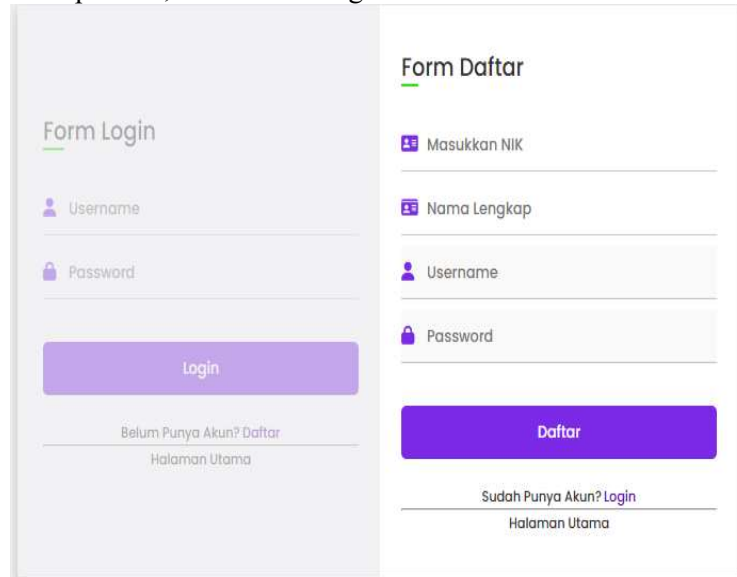 Form Login
Username
Password
Login
Belum Punya Akun? Daftar
Halaman Utama
Form Daftar
Masukkan NIK
Nama Lengkap
Username
Password
Daftar
Sudah Punya Akun? Login
Halaman Utama